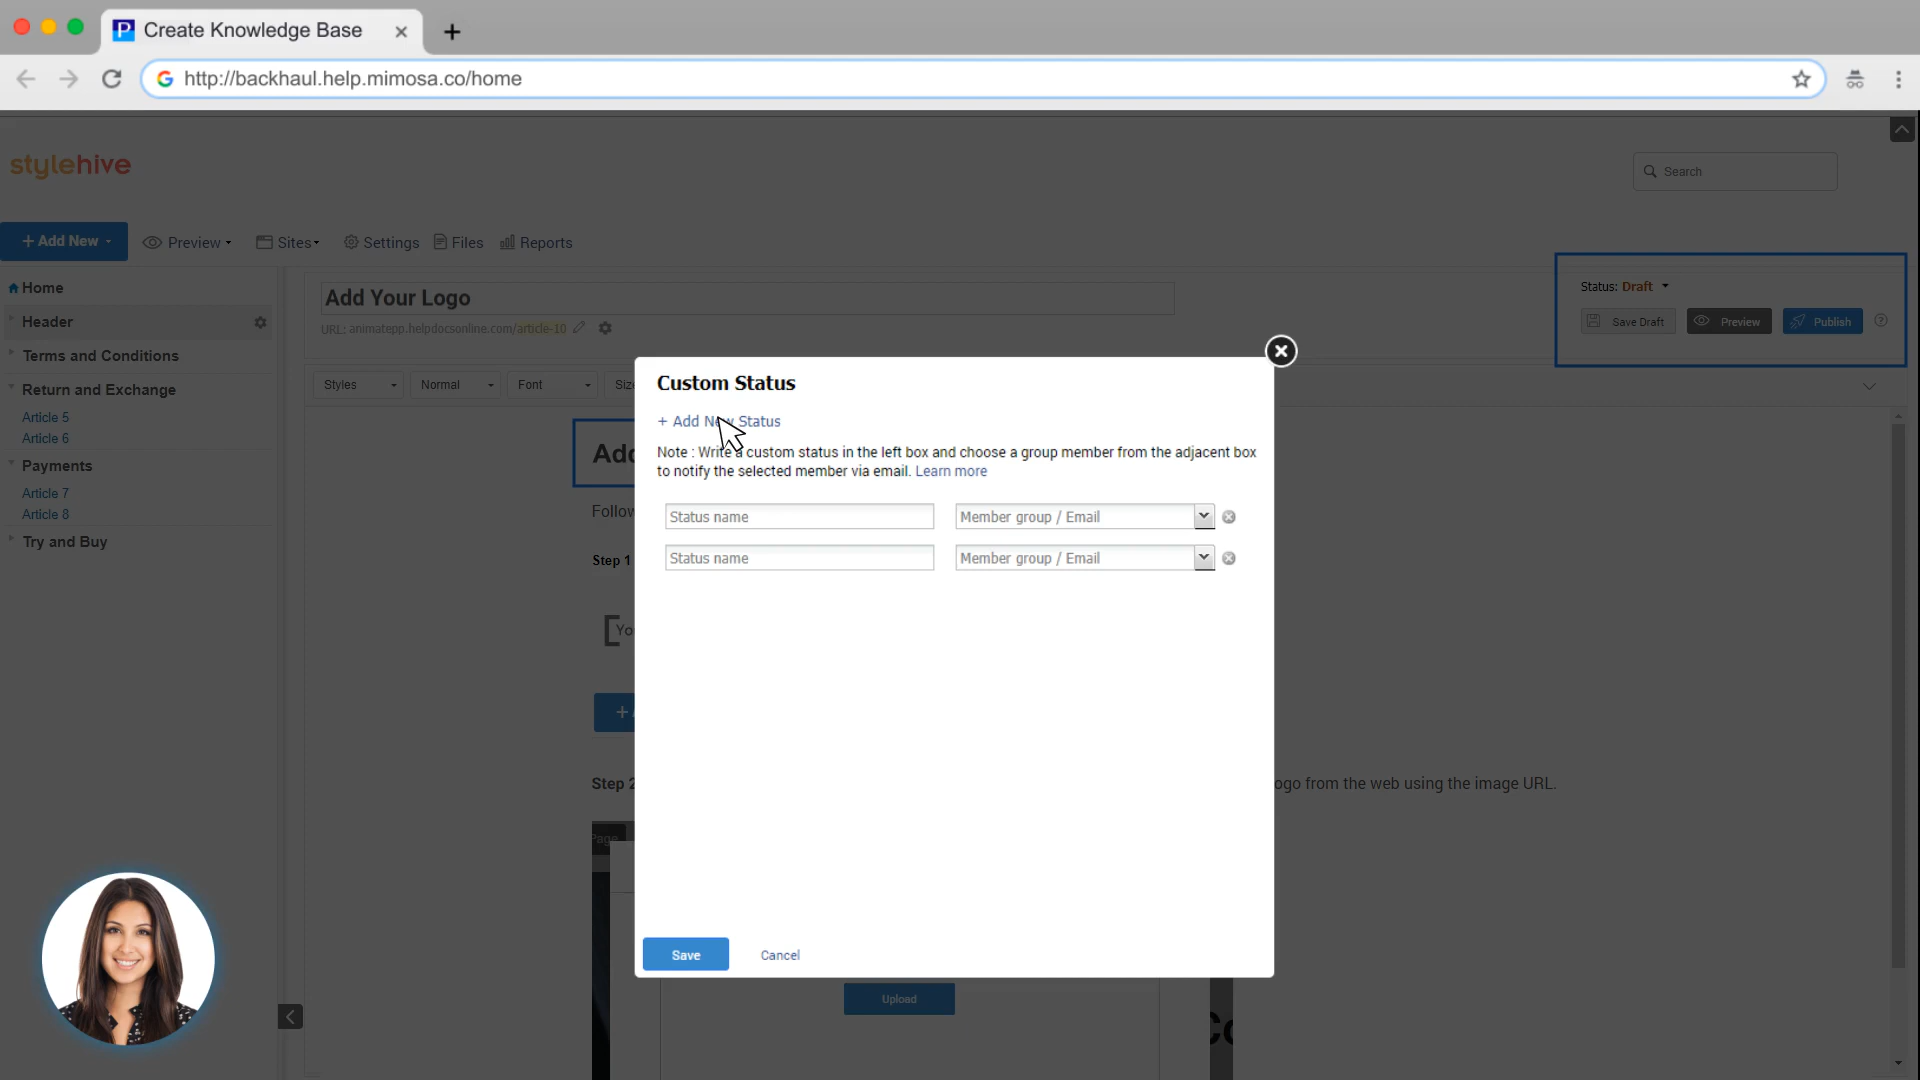 Create Knowledge Base
http://backhaul.help.mimosa.co/home
stylehive
Search
+ Add New
Preview
Sites
Settings
Files
Reports
Home
Header
Terms and Conditions
Return and Exchange
Article 5
Article 6
Payments
Article 7
Article 8
Try and Buy
Add Your Logo
URL: animatepp.helpdocsonline.com/article-10
Status: Draft
Save Draft
Preview
Publish
Styles
Normal
Font
Custom Status
+ Add New Status
Note : Write a custom status in the left box and choose a group member from the adjacent box
to notify the selected member via email. Learn more
Status name
Member group / Email
Status name
Member group / Email
Step 1
Step 2
ogo from the web using the image URL.
Page
Save
Cancel
Upload